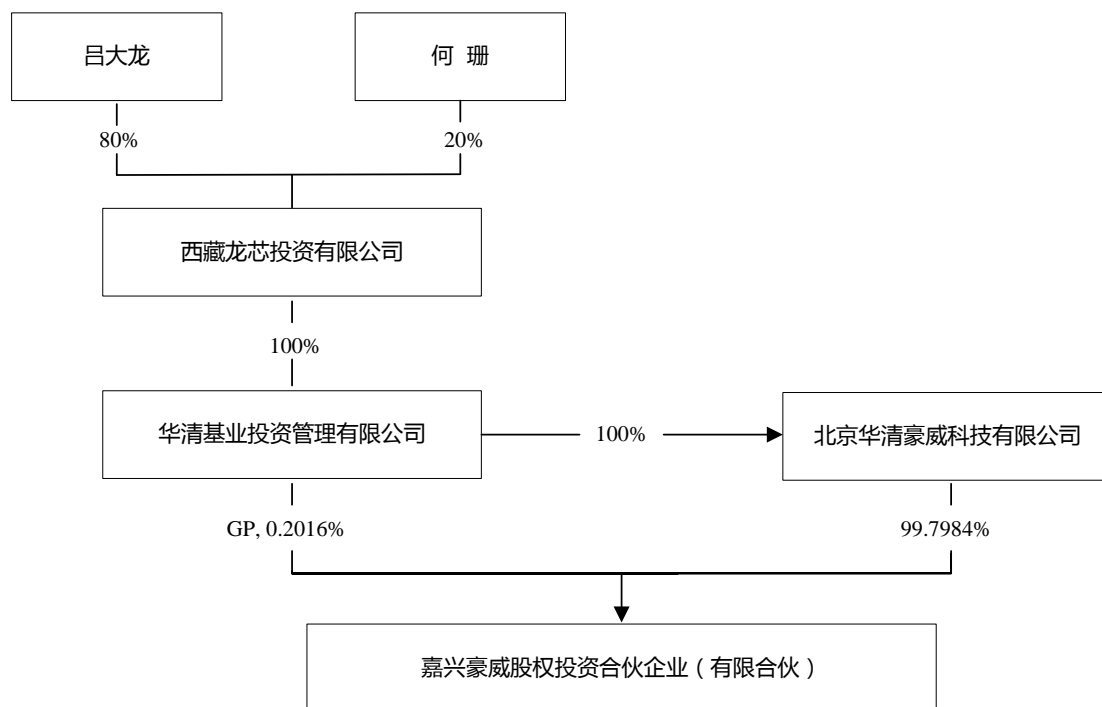 吕大龙
何 珊
80%
20%
西藏龙芯投资有限公司
100%
华清基业投资管理有限公司
100%
北京华清豪威科技有限公司
GP, 0.2016%
99.7984%
嘉兴豪威股权投资合伙企业（有限合伙）